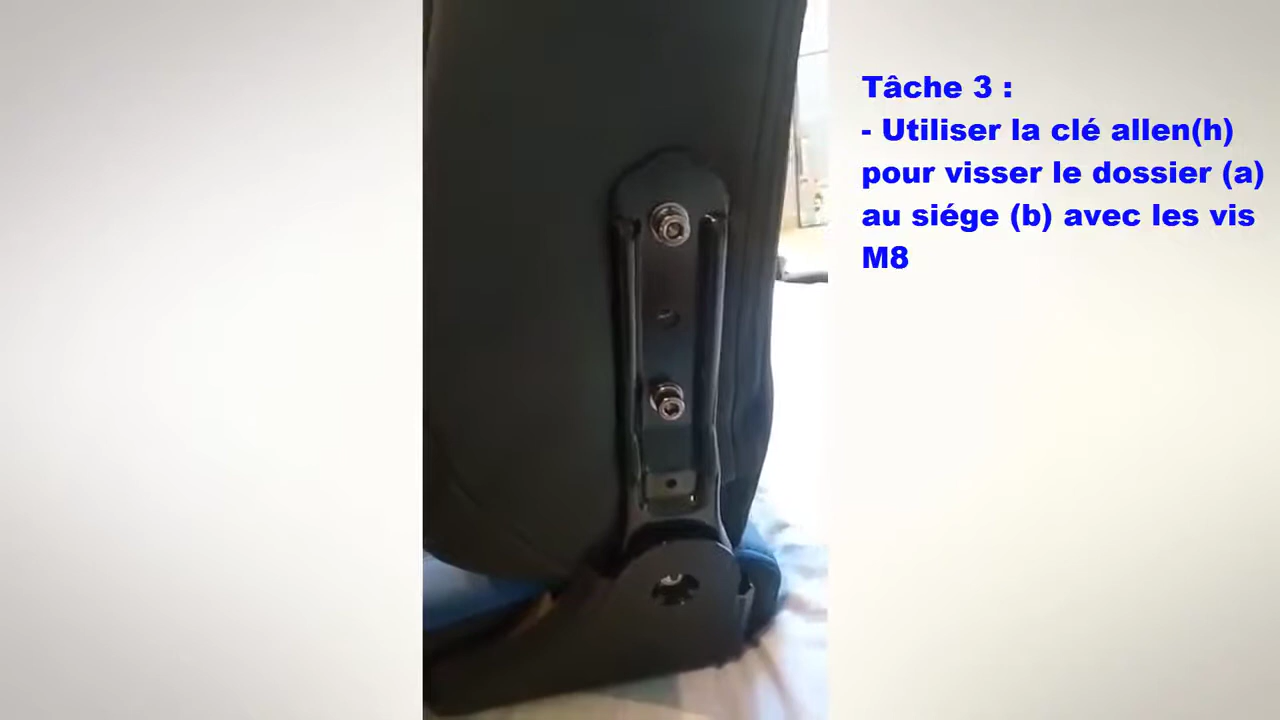 Tâche 3 :
- Utiliser la clé allen(h)
pour visser le dossier (a)
au siége (b) avec les vis
M8